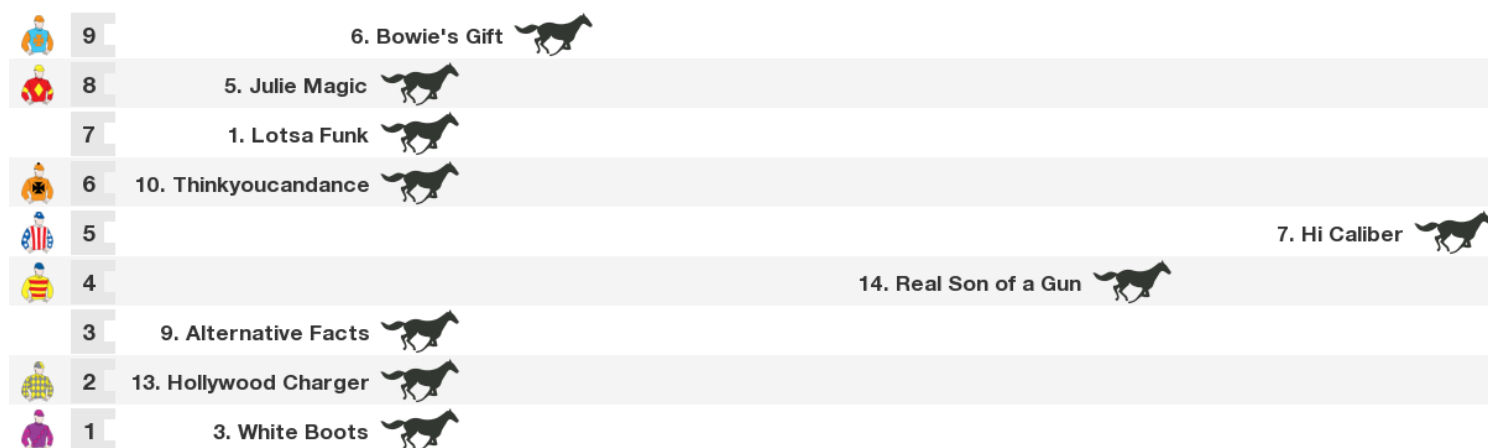 9 6. Bowie's Gift
8 5. Julie Magic
7 1. Lotsa Funk
6 10. Thinkyoucandance
5 7. Hi Caliber
4 14. Real Son of a Gun
3 9. Alternative Facts
2 13. Hollywood Charger
1 3. White Boots